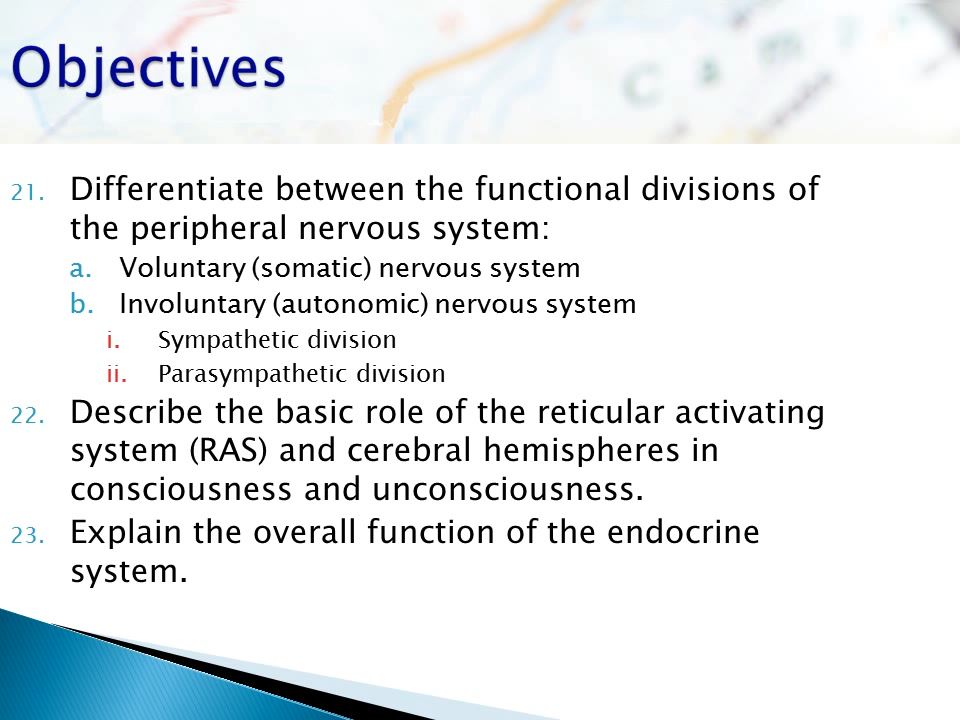 Objectives
21. Differentiate between the functional divisions of
the peripheral nervous system:
a. Voluntary (somatic) nervous system
b. Involuntary (autonomic) nervous system
i. Sympathetic division
ii. Parasympathetic division
22. Describe the basic role of the reticular activating
system (RAS) and cerebral hemispheres in
consciousness and unconsciousness.
23. Explain the overall function of the endocrine
system.